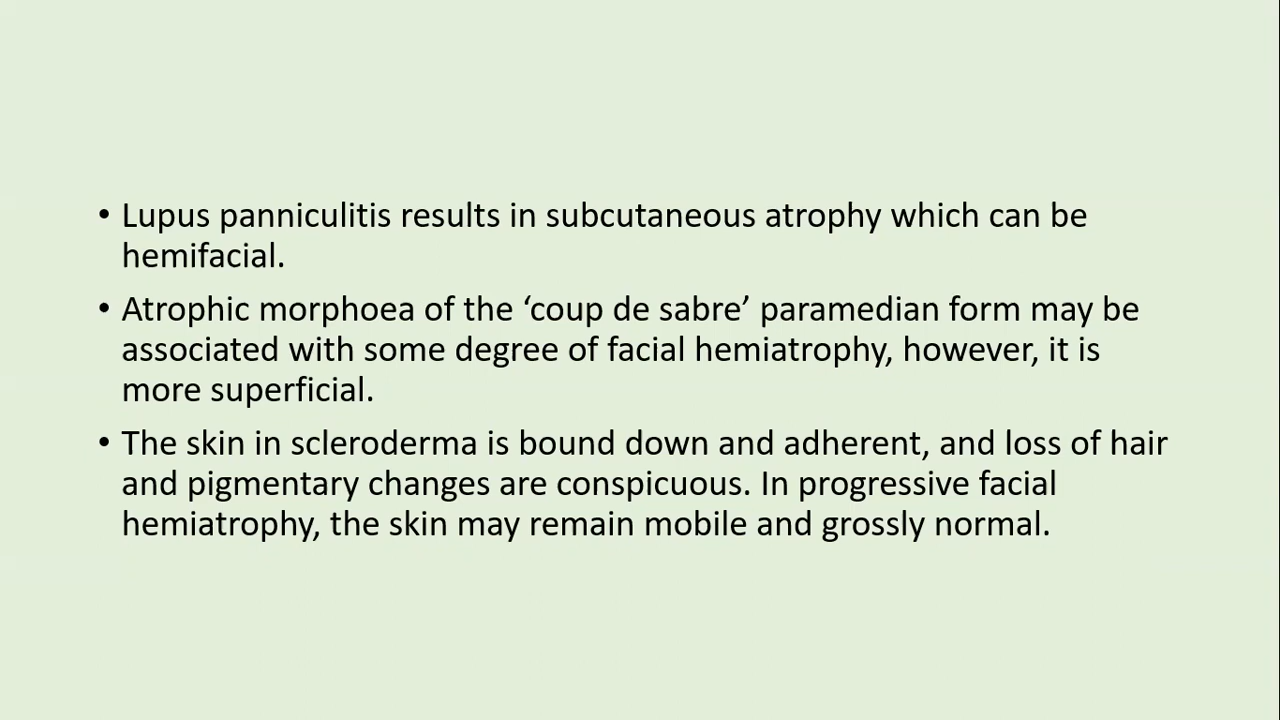 • Lupus panniculitis results in subcutaneous atrophy which can be
hemifacial.
• Atrophic morphoea of the ‘coup de sabre’ paramedian form may be
associated with some degree of facial hemiatrophy, however, it is
more superficial.
• The skin in scleroderma is bound down and adherent, and loss of hair
and pigmentary changes are conspicuous. In progressive facial
hemiatrophy, the skin may remain mobile and grossly normal.